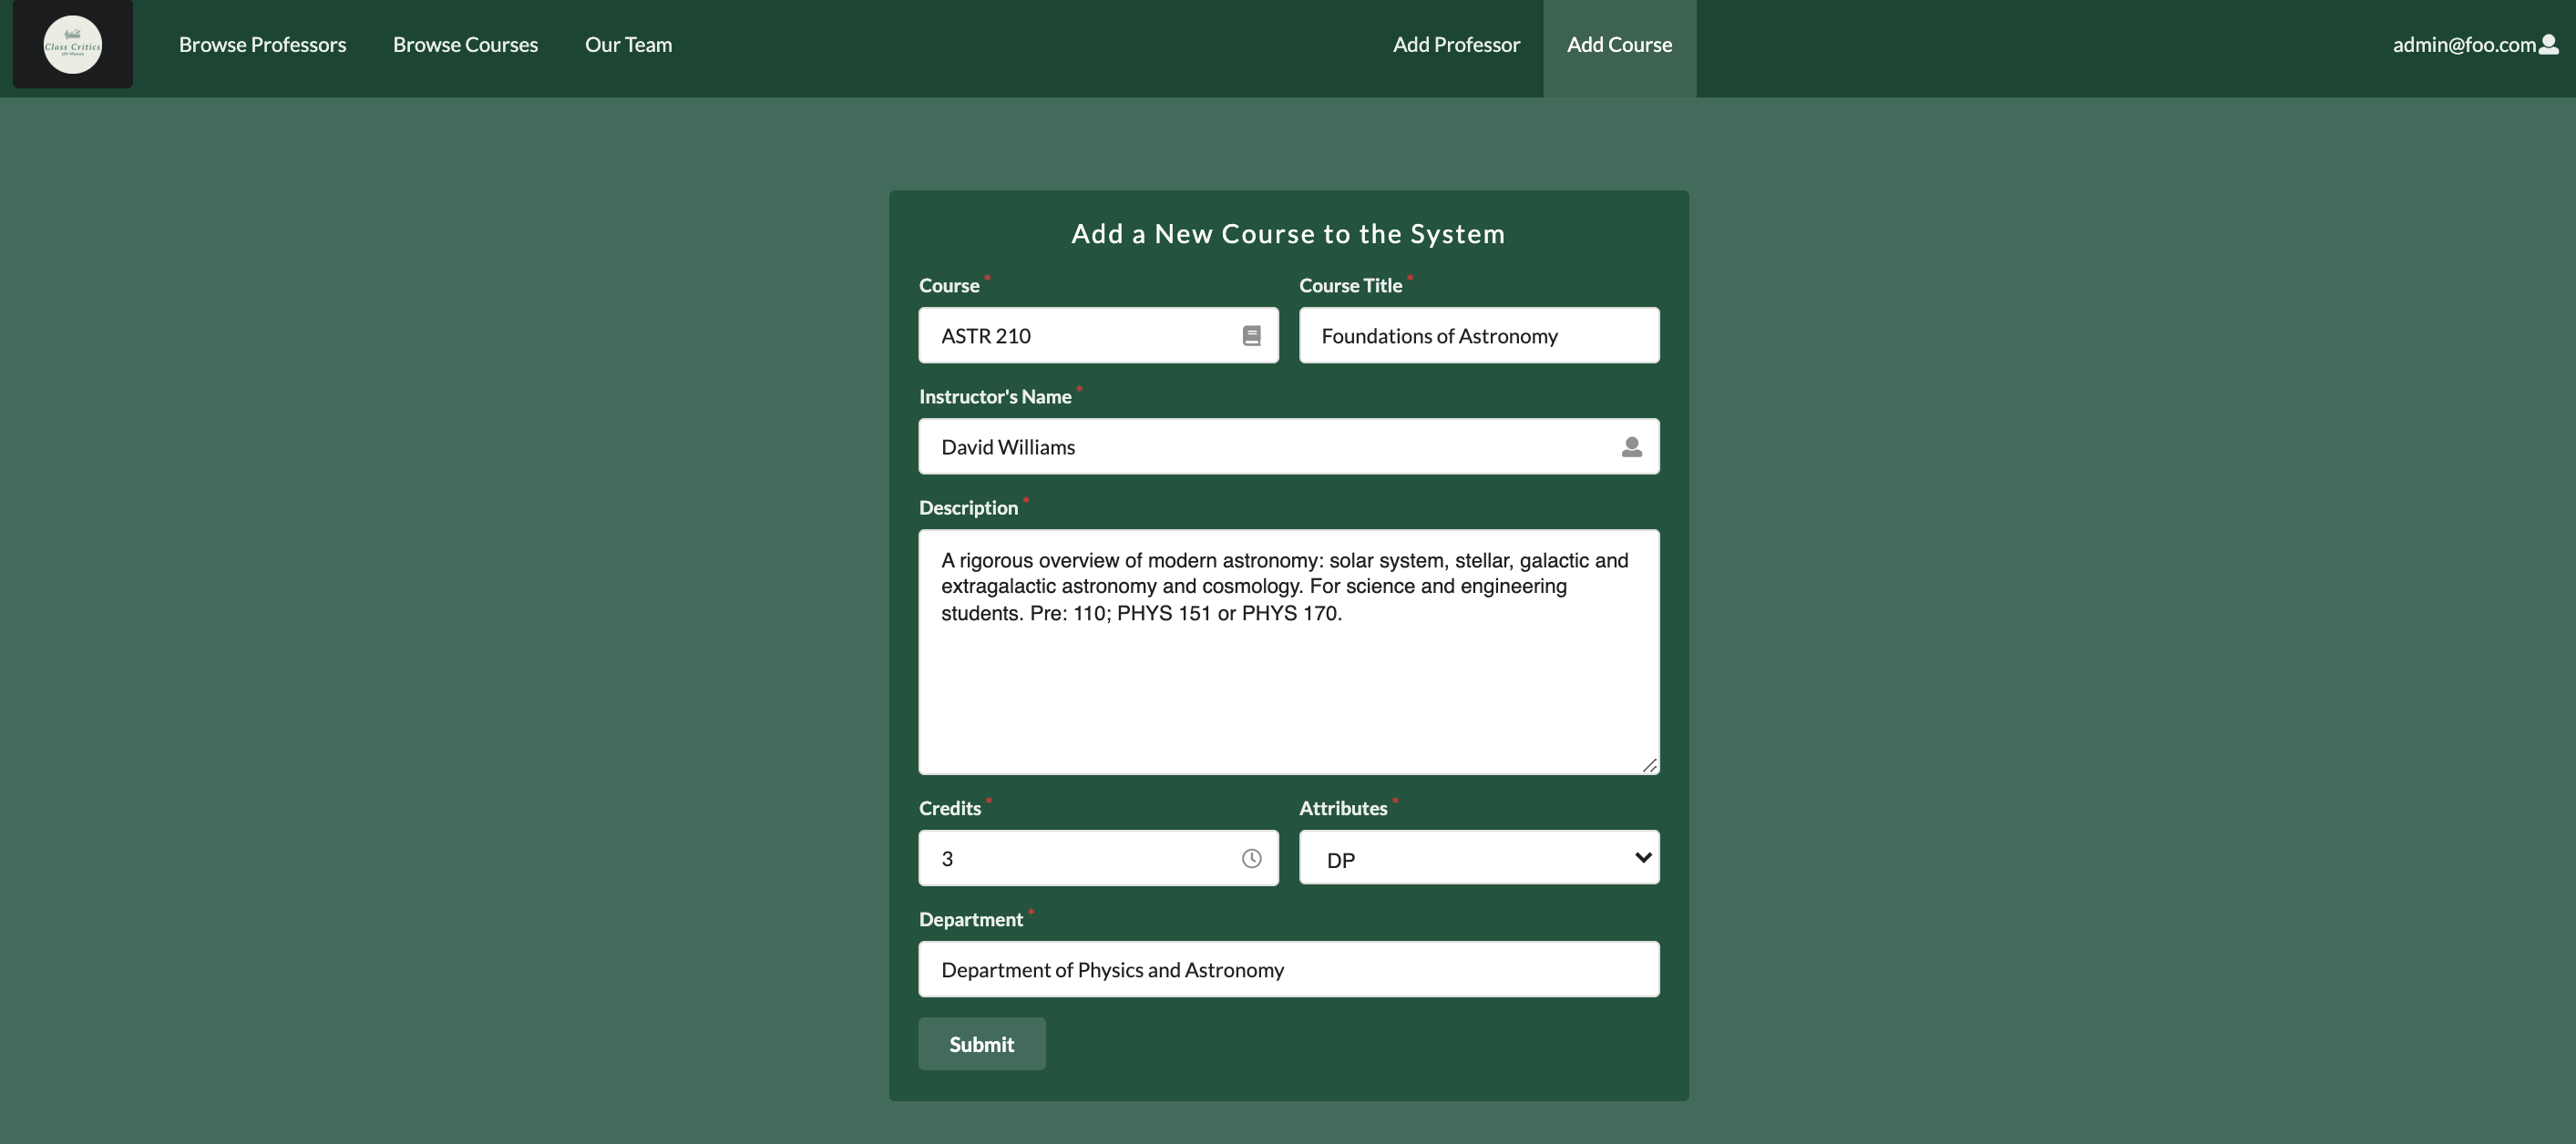 Class Critics
UH Manoa
Browse Professors
Browse Courses
Our Team
Add Professor
Add Course
admin@foo.com
Add a New Course to the System
Course *
Course Title *
ASTR 210
Foundations of Astronomy
Instructor's Name *
David Williams
Description *
A rigorous overview of modern astronomy: solar system, stellar, galactic and
extragalactic astronomy and cosmology. For science and engineering
students. Pre: 110; PHYS 151 or PHYS 170.
Credits *
Attributes *
3
DP
Department *
Department of Physics and Astronomy
Submit